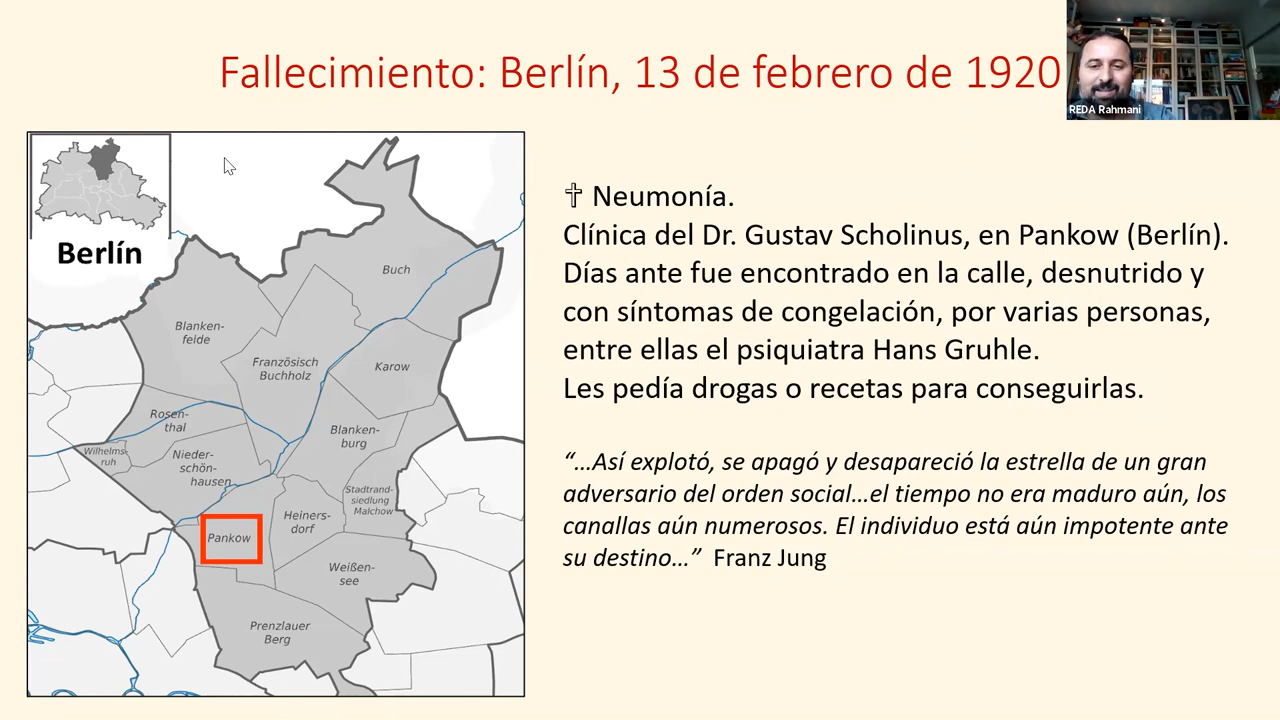 Fallecimiento: Berlín, 13 de febrero de 1920
REDA Rahmani
Berlín
Buch
Blanken-
felde
Französisch
Buchholz
Karow
Rosen-
thal
Blanken-
burg
Wilhelms-
ruh
Nieder-
schön-
hausen
Stadtrand-
siedlung
Malchow
Heiners-
dorf
Pankow
Weißen-
see
Prenzlauer
Berg
✝ Neumonía.
Clínica del Dr. Gustav Scholinus, en Pankow (Berlín).
Días ante fue encontrado en la calle, desnutrido y
con síntomas de congelación, por varias personas,
entre ellas el psiquiatra Hans Gruhle.
Les pedía drogas o recetas para conseguirlas.
“…Así explotó, se apagó y desapareció la estrella de un gran
adversario del orden social…el tiempo no era maduro aún, los
canallas aún numerosos. El individuo está aún impotente ante
su destino…” Franz Jung